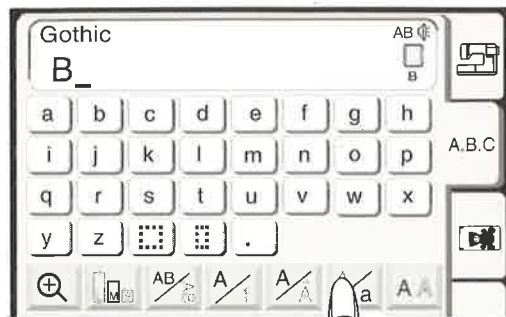 Gothic
AB
B_
B
a b c d e f g h
i j k l m n o p
A.B.C
q r s t u v w x
y z .
M AB A A a A A